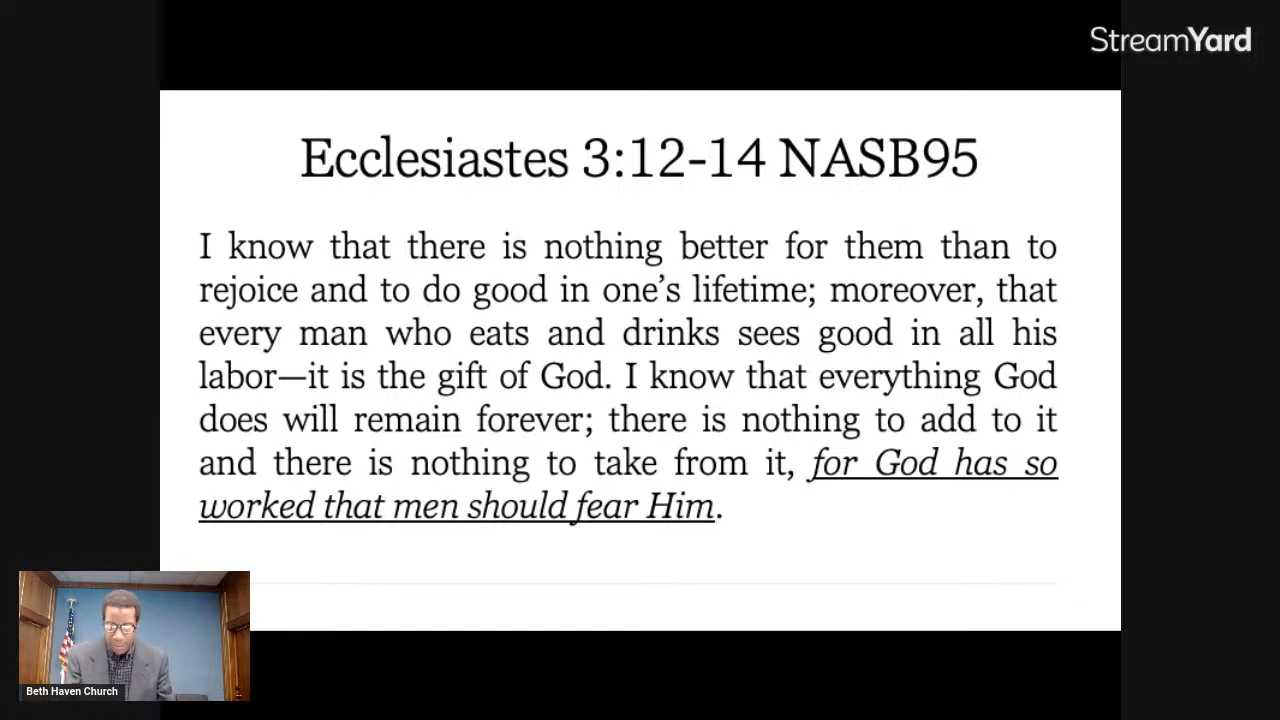 StreamYard
Ecclesiastes 3:12-14 NASB95
I know that there is nothing better for them than to
rejoice and to do good in one’s lifetime; moreover, that
every man who eats and drinks sees good in all his
labor—it is the gift of God. I know that everything God
does will remain forever; there is nothing to add to it
and there is nothing to take from it, for God has so
worked that men should fear Him.
Beth Haven Church